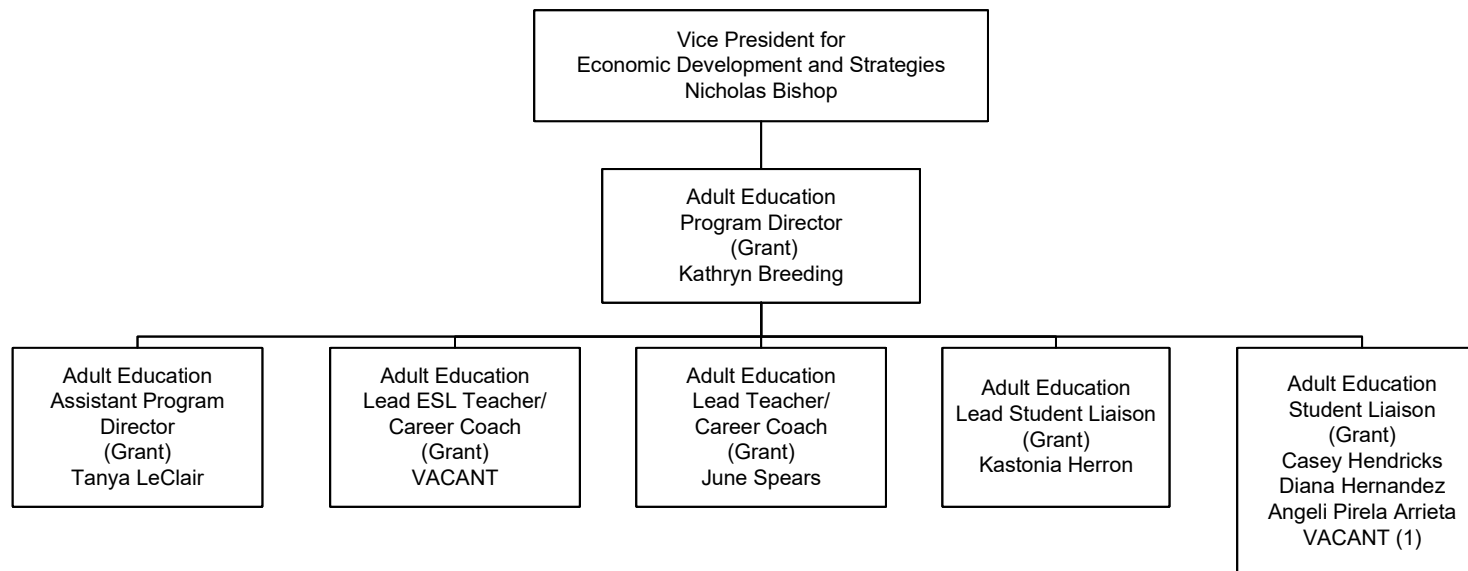 Vice President for
Economic Development and Strategies
Nicholas Bishop
Adult Education
Program Director
(Grant)
Kathryn Breeding
Adult Education
Assistant Program
Director
(Grant)
Tanya LeClair
Adult Education
Lead ESL Teacher/
Career Coach
(Grant)
VACANT
Adult Education
Lead Teacher/
Career Coach
(Grant)
June Spears
Adult Education
Lead Student Liaison
(Grant)
Kastonia Herron
Adult Education
Student Liaison
(Grant)
Casey Hendricks
Diana Hernandez
Angeli Pirela Arrieta
VACANT (1)